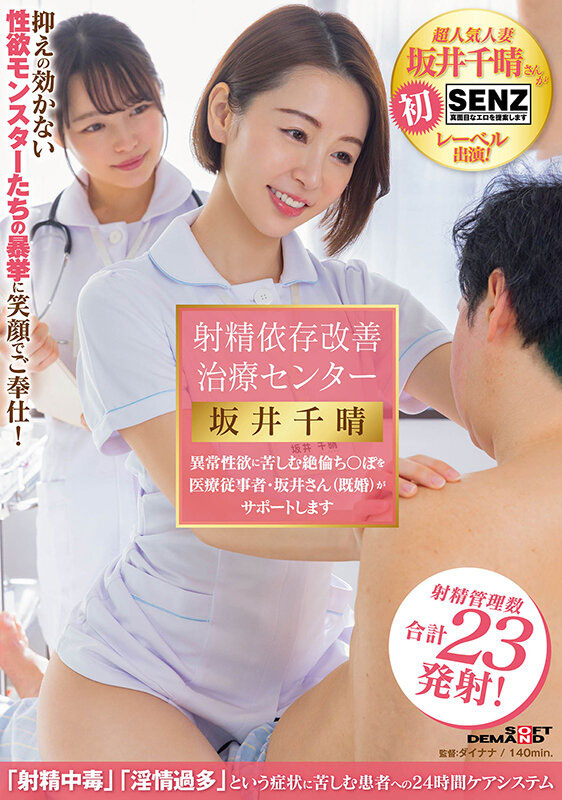 抑えの効かない
性欲モンスターたちの暴挙に笑顔でご奉仕!
超人気人妻
坂井千晴さんが
初
SENZ
真面目なエロを提案します
レーベル
出演!
射精依存改善
治療センター
坂井千晴
坂井 千晴
異常性欲に苦しむ絶倫ち○ぽを
医療従事者・坂井さん(既婚)が
サポートします
射精管理数
合計
23
発射!
SOFT
DEMAND
監督:ダイナナ / 140min.
「射精中毒」「淫情過多」という症状に苦しむ患者への24時間ケアシステム